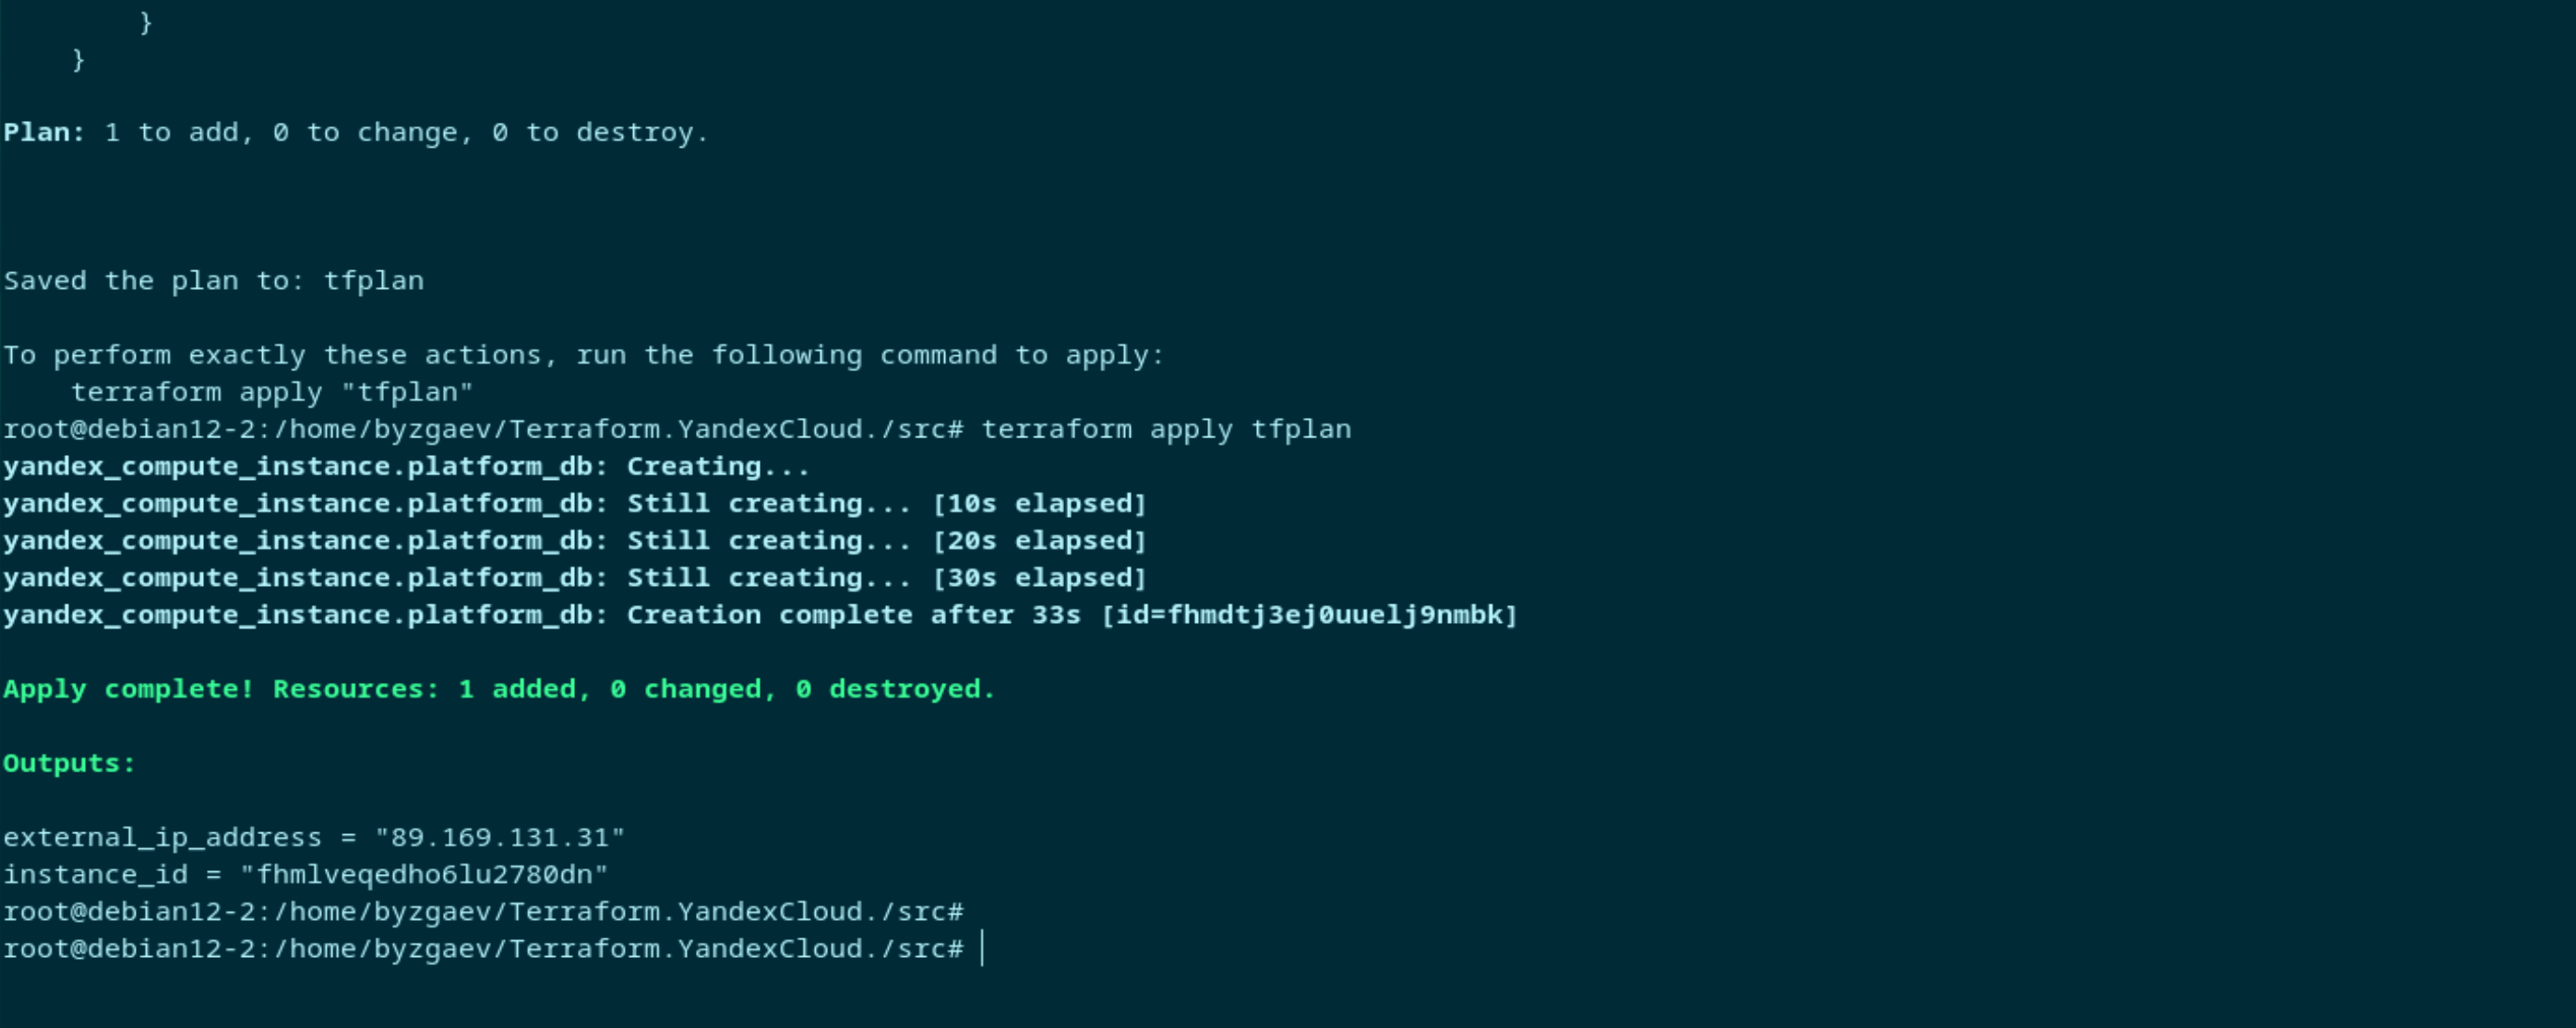 }
}
Plan: 1 to add, 0 to change, 0 to destroy.
Saved the plan to: tfplan
To perform exactly these actions, run the following command to apply:
terraform apply "tfplan"
root@debian12-2:/home/byzgaev/Terraform.YandexCloud./src# terraform apply tfplan
yandex_compute_instance.platform_db: Creating...
yandex_compute_instance.platform_db: Still creating... [10s elapsed]
yandex_compute_instance.platform_db: Still creating... [20s elapsed]
yandex_compute_instance.platform_db: Still creating... [30s elapsed]
yandex_compute_instance.platform_db: Creation complete after 33s [id=fhmdtj3ej0uuelj9nmbk]
Apply complete! Resources: 1 added, 0 changed, 0 destroyed.
Outputs:
external_ip_address = "89.169.131.31"
instance_id = "fhmlveqedho6lu2780dn"
root@debian12-2:/home/byzgaev/Terraform.YandexCloud./src#
root@debian12-2:/home/byzgaev/Terraform.YandexCloud./src#